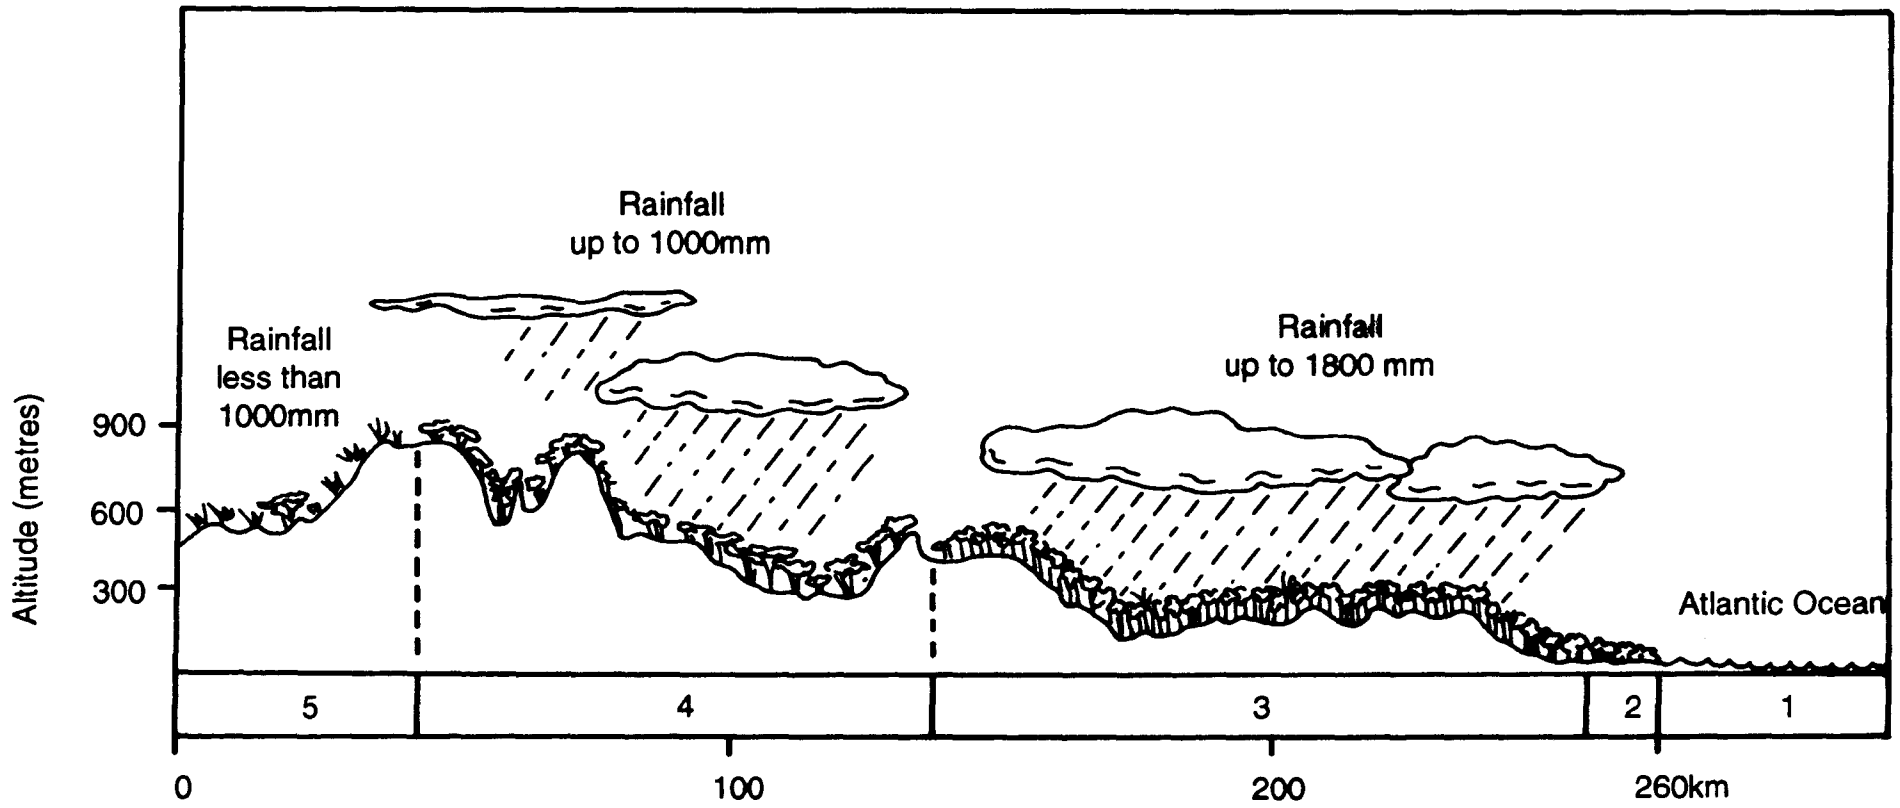 Rainfall
up to 1000mm
Rainfall
less than
1000mm
Rainfall
up to 1800 mm
Altitude (metres)
900
600
300
Atlantic Ocean
5
4
3
2
1
0
100
200
260km